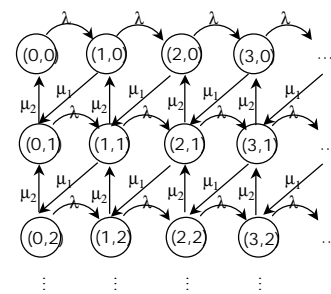 λ λ λ λ
(0,0) (1,0) (2,0) (3,0) ...
μ₂ μ₁ μ₂ μ₁ μ₂ μ₁ μ₂ μ₁
λ λ λ λ
(0,1) (1,1) (2,1) (3,1) ...
μ₂ μ₁ μ₂ μ₁ μ₂ μ₁ μ₂ μ₁
λ λ λ λ
(0,2) (1,2) (2,2) (3,2) ...
⋮ ⋮ ⋮ ⋮